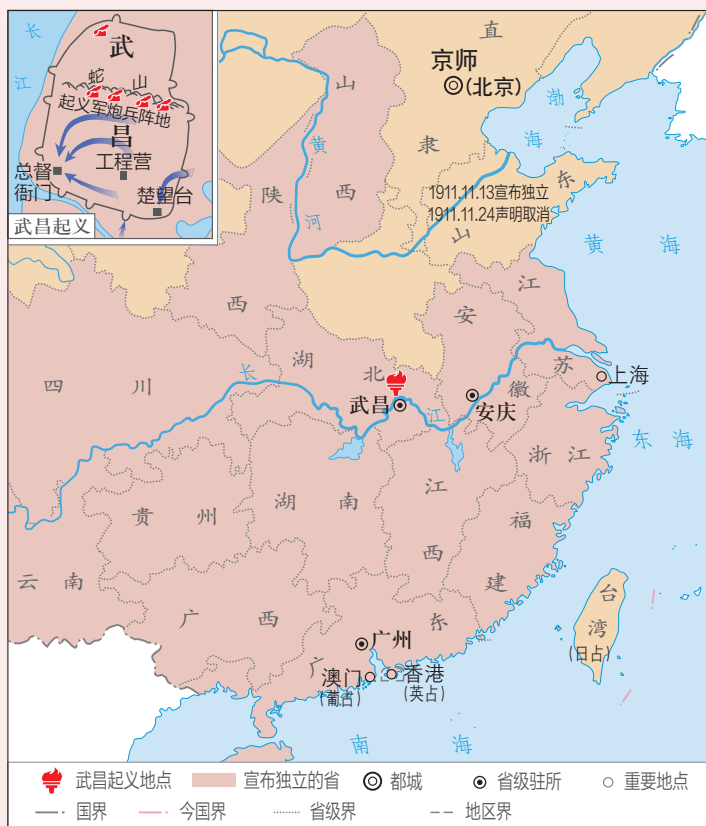 长
江
武
蛇 山
起义军炮兵阵地
昌
工程营
总督
衙门
楚望台
武昌起义
直
隶
京师
(北京)
渤
海
山
西
黄
河
陕
西
1911.11.13宣布独立
1911.11.24声明取消
山
东
黄 海
江
苏
安
徽
上海
四 川
湖
北
长
江
武昌
安庆
东 海
浙 江
贵 州
湖 南
江
西
福
建
云 南
广 西
广
东
广州
澳门
(葡占)
香港
(英占)
台
湾
(日占)
南 海
武昌起义地点
宣布独立的省
都城
省级驻所
重要地点
国界
今国界
省级界
地区界